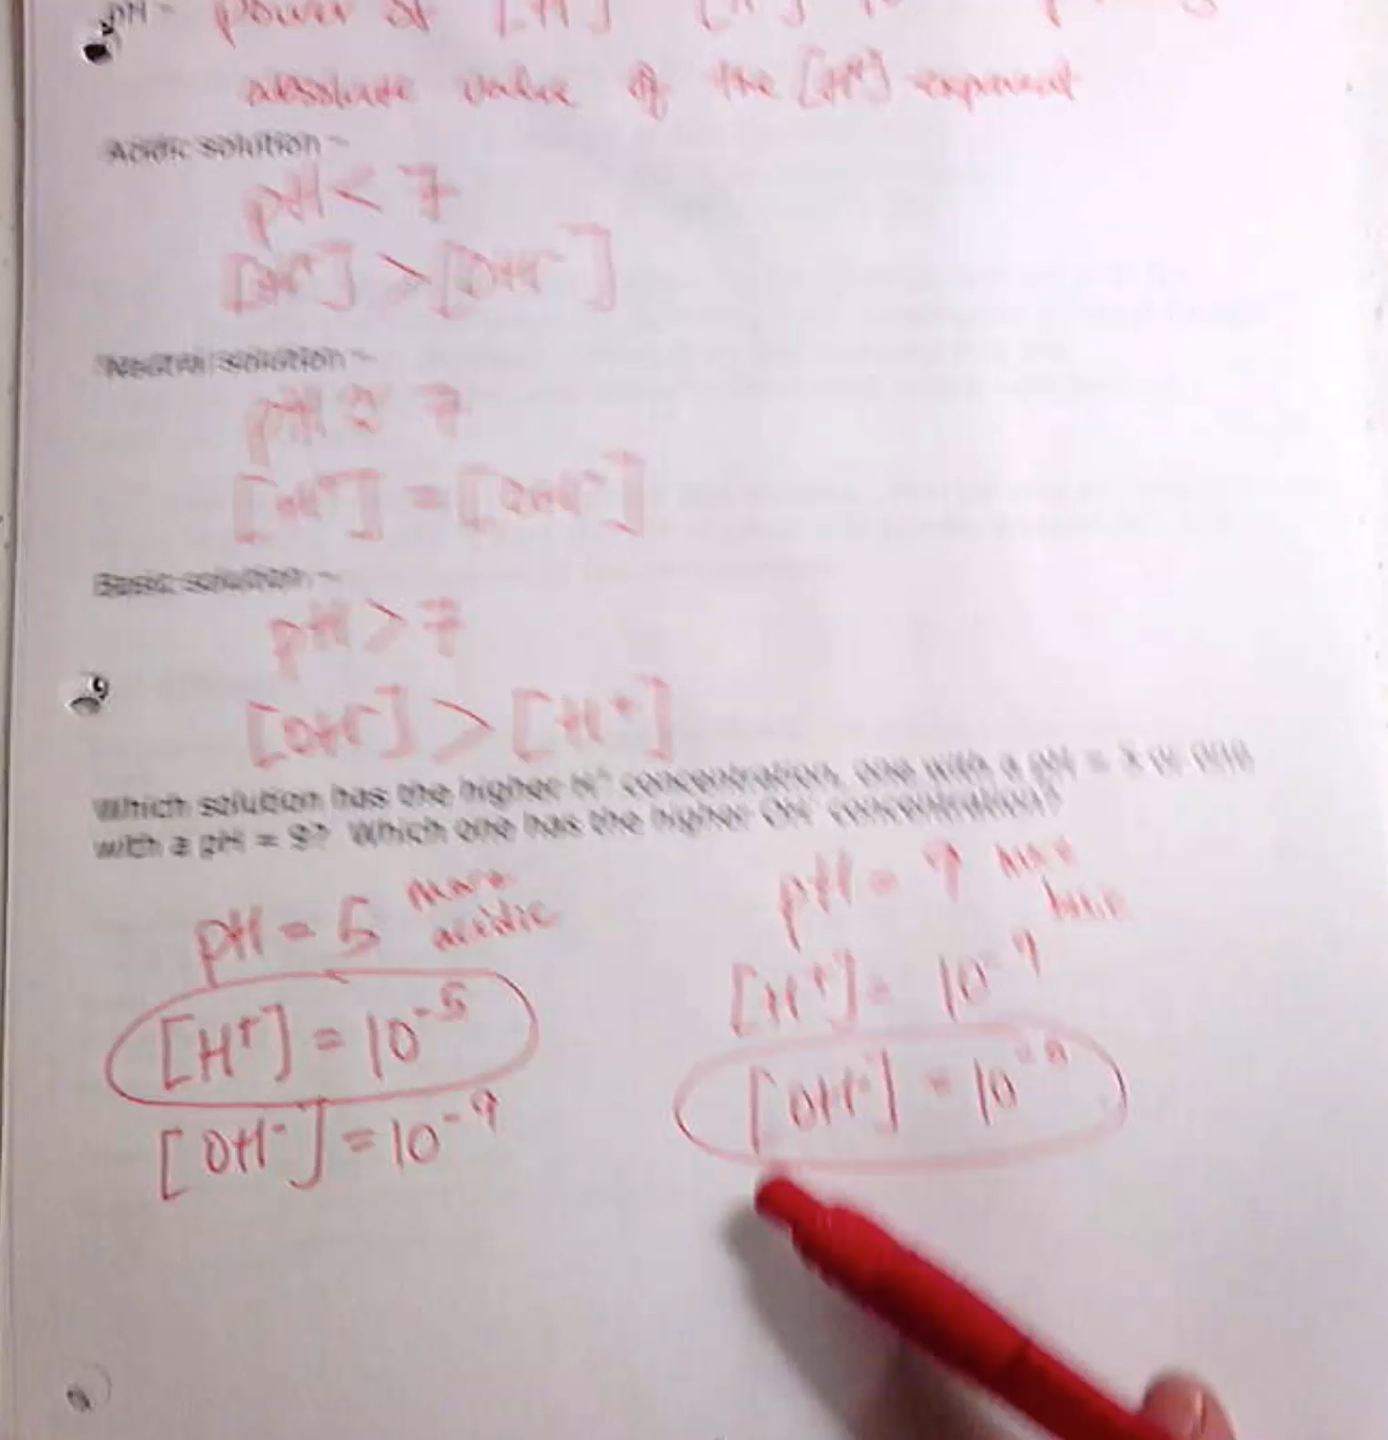 pH - power of [H⁺] [H⁺]
absolute value of the [H⁺] exponent
Acidic solution ~
pH < 7
[H⁺] > [OH⁻]
Neutral solution ~
7
[H⁺] = [OH⁻]
Basic solution ~
pH > 7
[OH⁻] > [H⁺]
Which solution has the higher H⁺ concentration, one with a pH = or one
with a pH = 9? Which one has the higher OH⁻ concentration?
pH = 5 more acidic
[H⁺] = 10⁻⁵
[OH⁻] = 10⁻⁹
pH = 9 more basic
[H⁺] = 10⁻⁹
[OH⁻] = 10